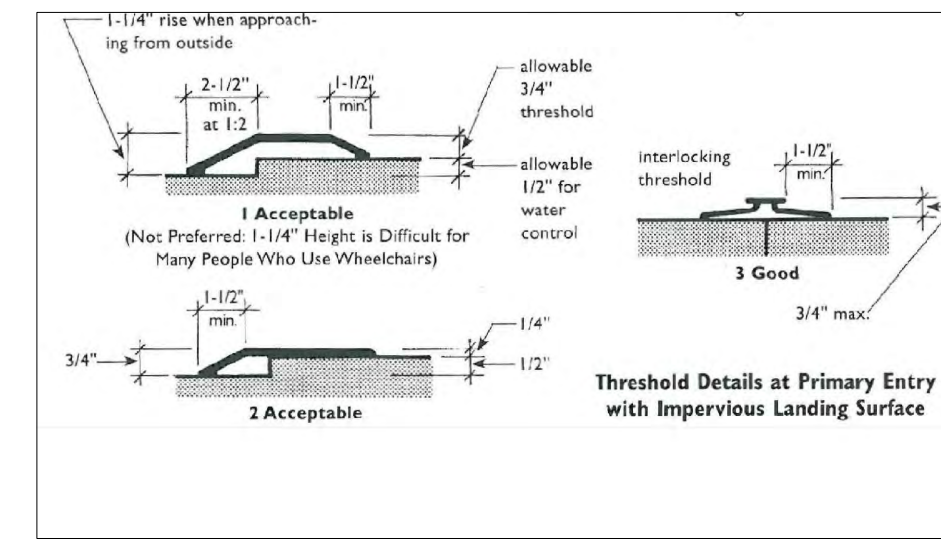 1-1/4" rise when approach-
ing from outside
2-1/2"
min.
at 1:2
1-1/2"
min.
allowable
3/4"
threshold
allowable
1/2" for
water
control
1 Acceptable
(Not Preferred: 1-1/4" Height is Difficult for
Many People Who Use Wheelchairs)
1-1/2"
min.
3/4"
1/4"
1/2"
2 Acceptable
interlocking
threshold
1-1/2"
min.
3 Good
3/4" max.
Threshold Details at Primary Entry
with Impervious Landing Surface